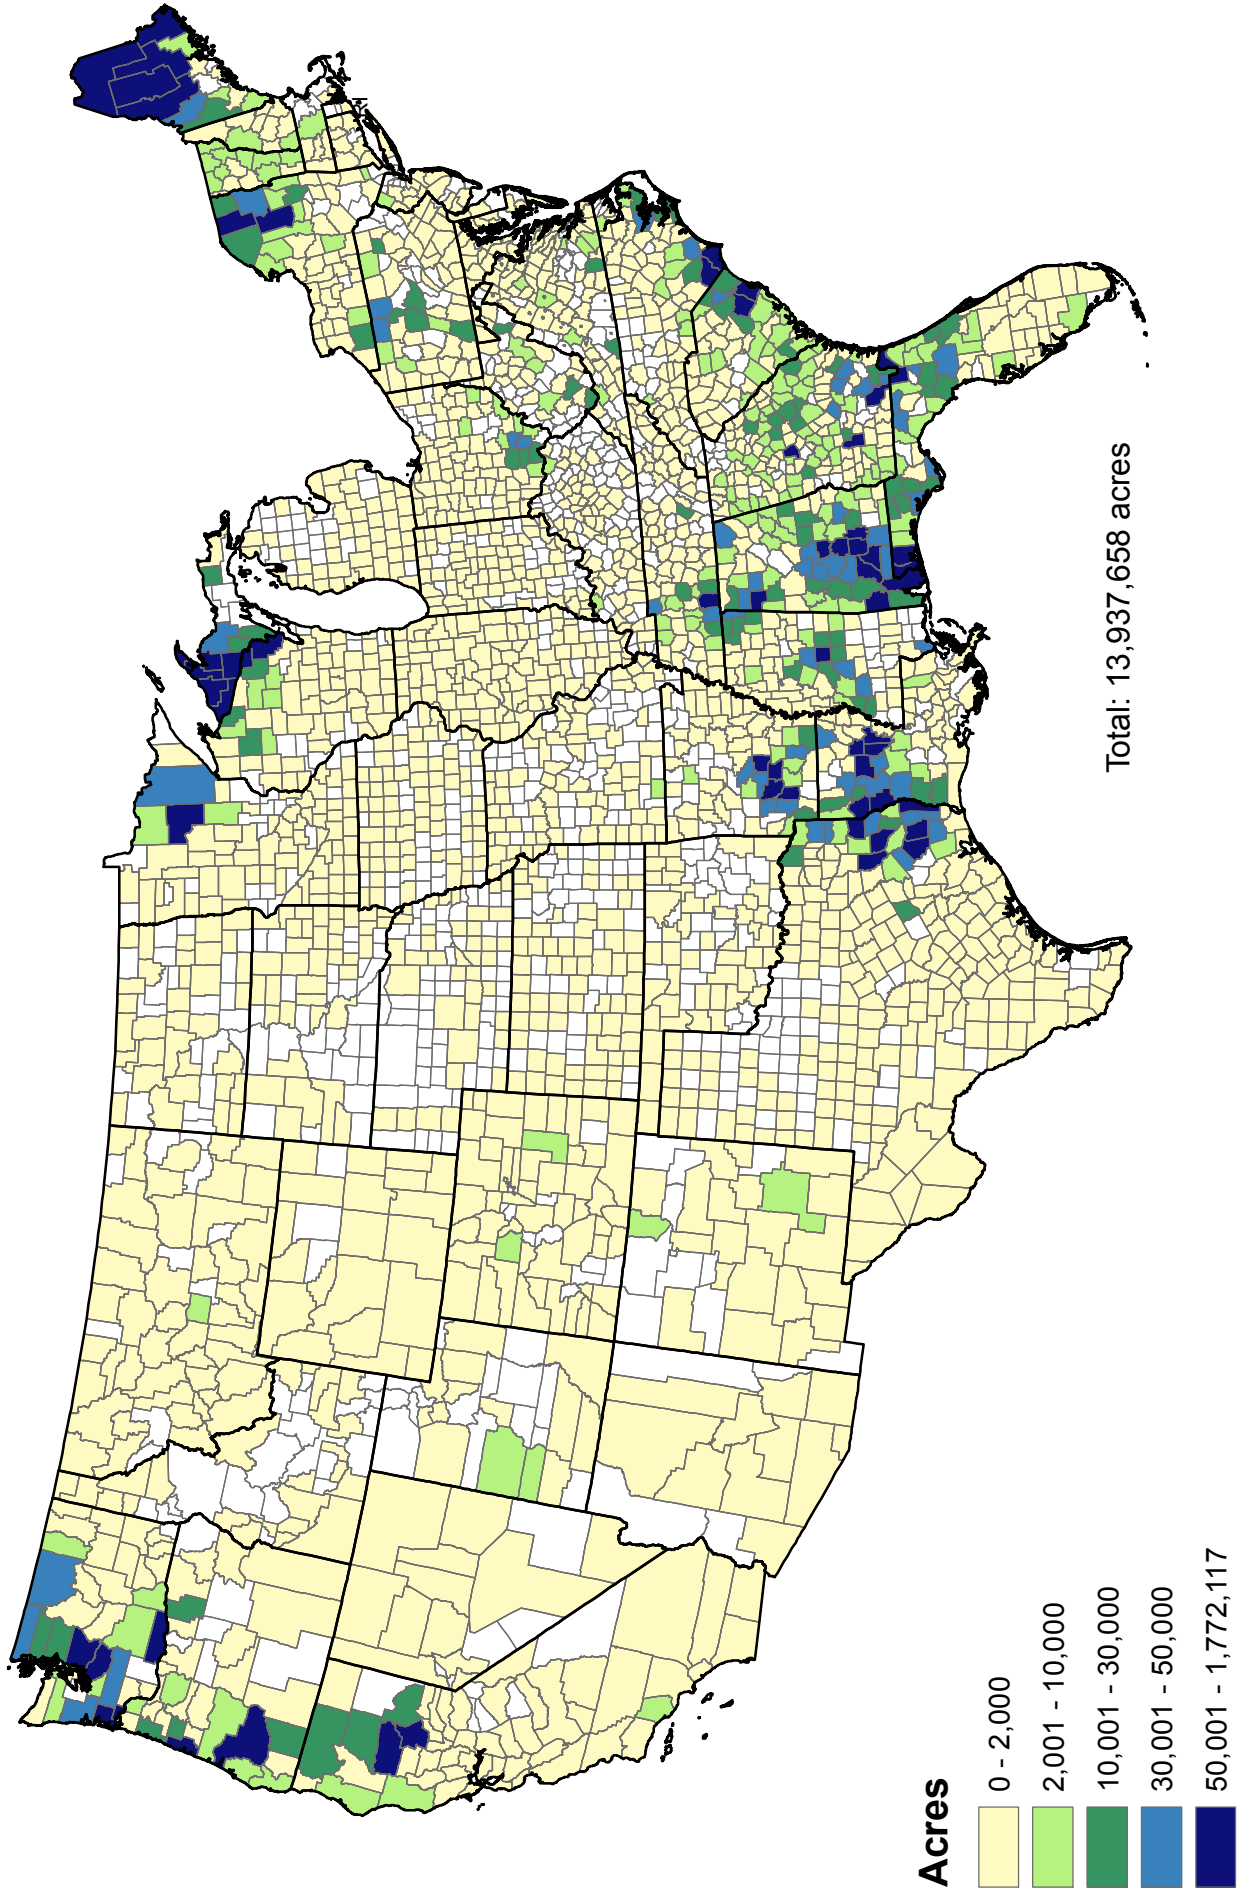 Total: 13,937,658 acres
Acres
0 - 2,000
2,001 - 10,000
10,001 - 30,000
30,001 - 50,000
50,001 - 1,772,117